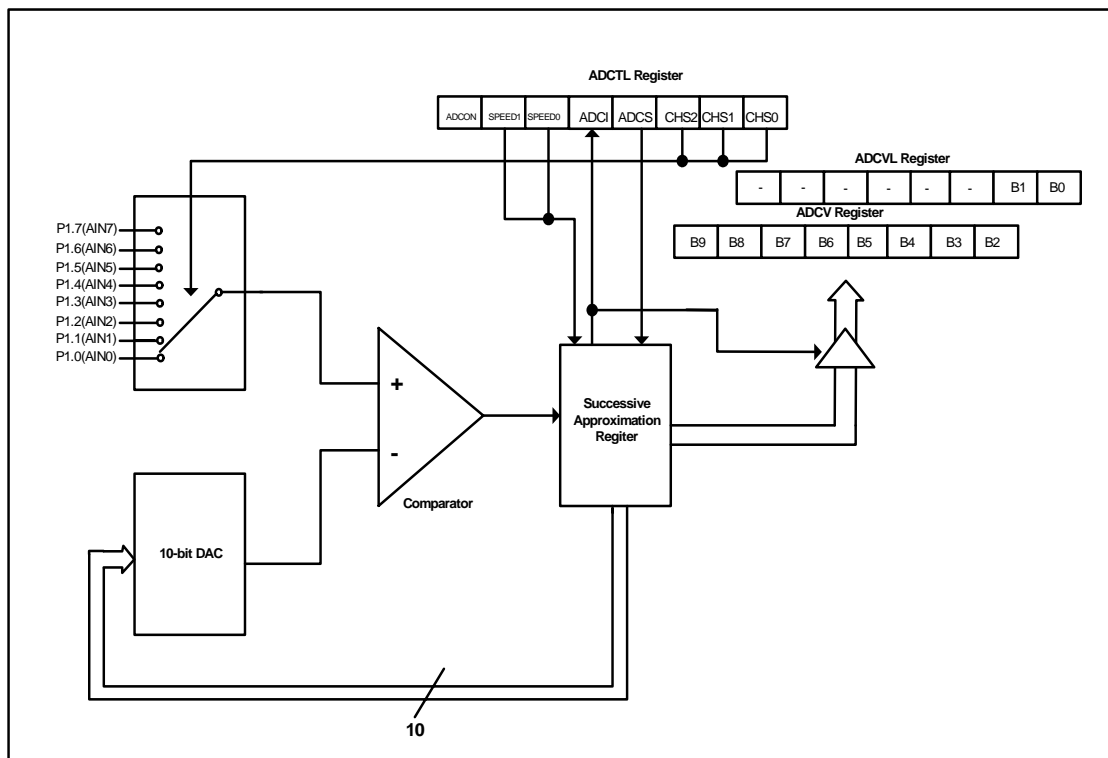 ADCTL Register
ADCON SPEED1 SPEED0 ADCI ADCS CHS2 CHS1 CHS0
ADCVL Register
- - - - - - B1 B0
ADCV Register
B9 B8 B7 B6 B5 B4 B3 B2
P1.7(AIN7)
P1.6(AIN6)
P1.5(AIN5)
P1.4(AIN4)
P1.3(AIN3)
P1.2(AIN2)
P1.1(AIN1)
P1.0(AIN0)
+
-
Comparator
Successive
Approximation
Regiter
10-bit DAC
10